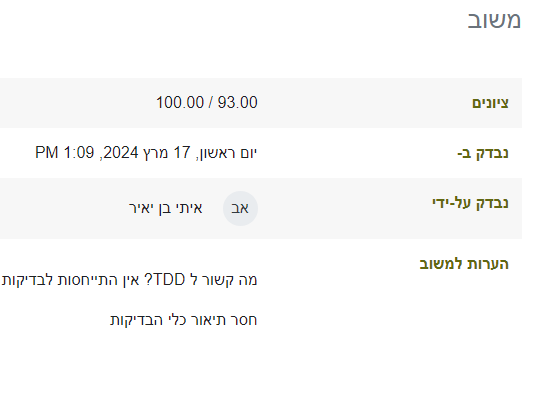 משוב
ציונים 93.00 / 100.00
נבדק ב- יום ראשון, 17 מרץ 2024, 1:09 PM
נבדק על-ידי אב איתי בן יאיר
הערות למשוב
מה קשור ל TDD? אין התייחסות לבדיקות
חסר תיאור כלי הבדיקות